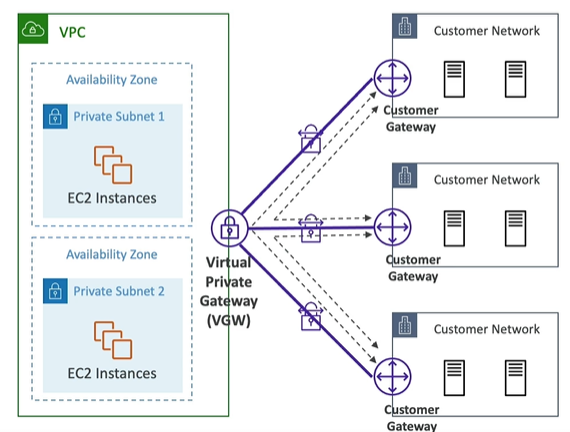 VPC
Availability Zone
Private Subnet 1
EC2 Instances
Availability Zone
Private Subnet 2
EC2 Instances
Virtual
Private
Gateway
(VGW)
Customer Network
Customer
Gateway
Customer Network
Customer
Gateway
Customer Network
Customer
Gateway